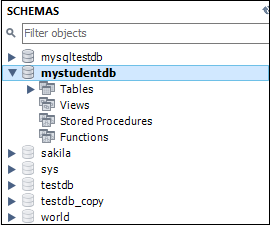 SCHEMAS
Filter objects
mysqltestdb
mystudentdb
Tables
Views
Stored Procedures
Functions
sakila
sys
testdb
testdb_copy
world